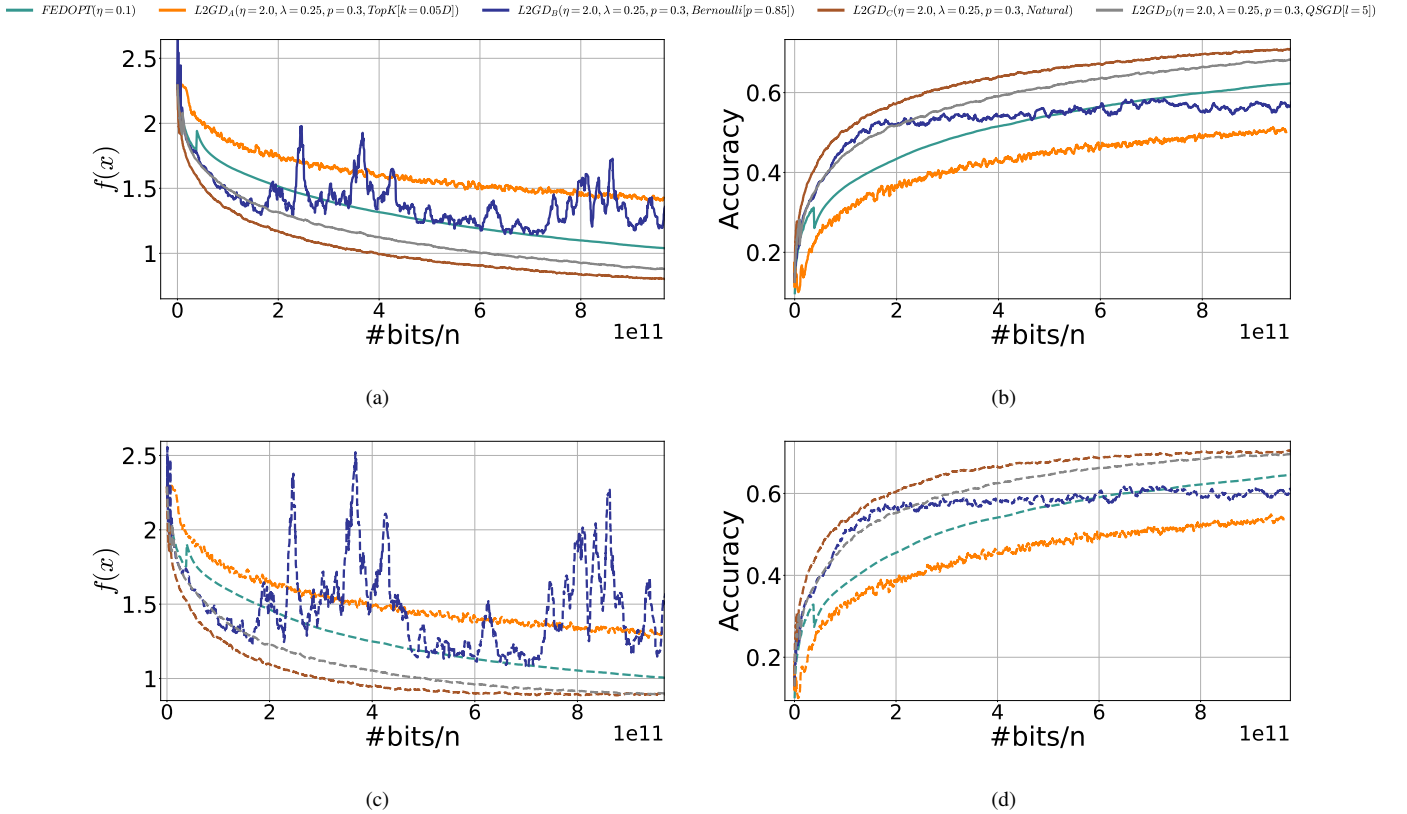 FEDOPT(η = 0.1) L2GD_A(η = 2.0, λ = 0.25, p = 0.3, TopK[k = 0.05D]) L2GD_B(η = 2.0, λ = 0.25, p = 0.3, Bernoulli[p = 0.85]) L2GD_C(η = 2.0, λ = 0.25, p = 0.3, Natural) L2GD_D(η = 2.0, λ = 0.25, p = 0.3, QSGD[l = 5])
f(x)
2.5
2
1.5
1
0 2 4 6 8
#bits/n 1e11
(a)
Accuracy
0.6
0.4
0.2
0 2 4 6 8
#bits/n 1e11
(b)
f(x)
2.5
2
1.5
1
0 2 4 6 8
#bits/n 1e11
(c)
Accuracy
0.6
0.4
0.2
0 2 4 6 8
#bits/n 1e11
(d)